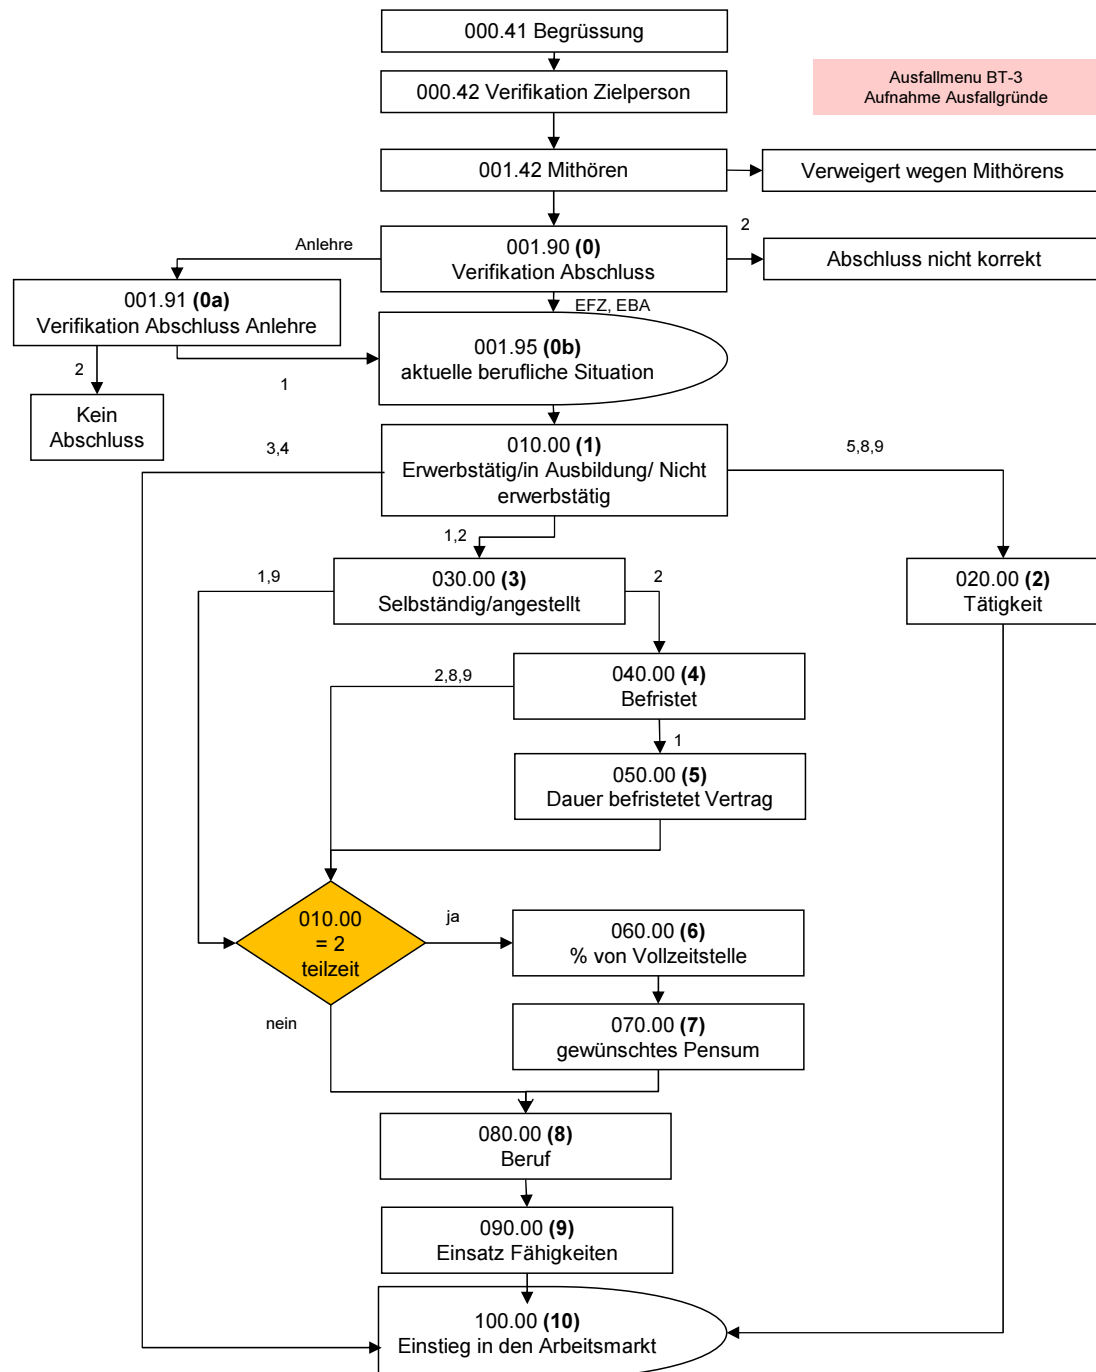 000.41 Begrüssung
Ausfallmenu BT-3
Aufnahme Ausfallgründe
000.42 Verifikation Zielperson
001.42 Mithören
Verweigert wegen Mithörens
Anlehre
001.90 (0)
Verifikation Abschluss
2
Abschluss nicht korrekt
001.91 (0a)
Verifikation Abschluss Anlehre
EFZ, EBA
001.95 (0b)
aktuelle berufliche Situation
2
1
Kein
Abschluss
3,4
010.00 (1)
Erwerbstätig/in Ausbildung/ Nicht
erwerbstätig
5,8,9
1,2
1,9
030.00 (3)
Selbständig/angestellt
2
020.00 (2)
Tätigkeit
2,8,9
040.00 (4)
Befristet
1
050.00 (5)
Dauer befristetet Vertrag
010.00
= 2
teilzeit
ja
060.00 (6)
% von Vollzeitstelle
nein
070.00 (7)
gewünschtes Pensum
080.00 (8)
Beruf
090.00 (9)
Einsatz Fähigkeiten
100.00 (10)
Einstieg in den Arbeitsmarkt